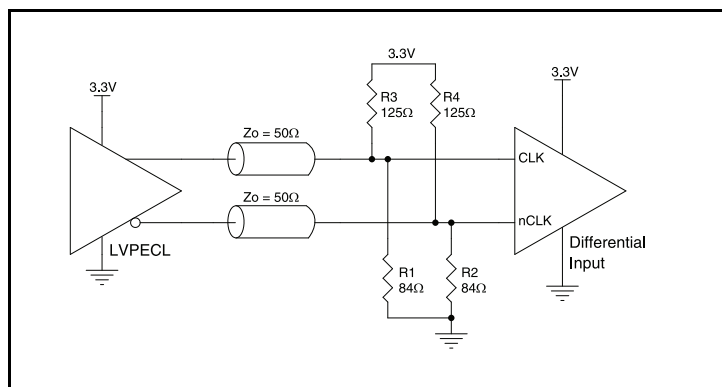 3.3V
3.3V
3.3V
R3
125Ω
R4
125Ω
Zo = 50Ω
CLK
Zo = 50Ω
nCLK
LVPECL
Differential
Input
R1
84Ω
R2
84Ω